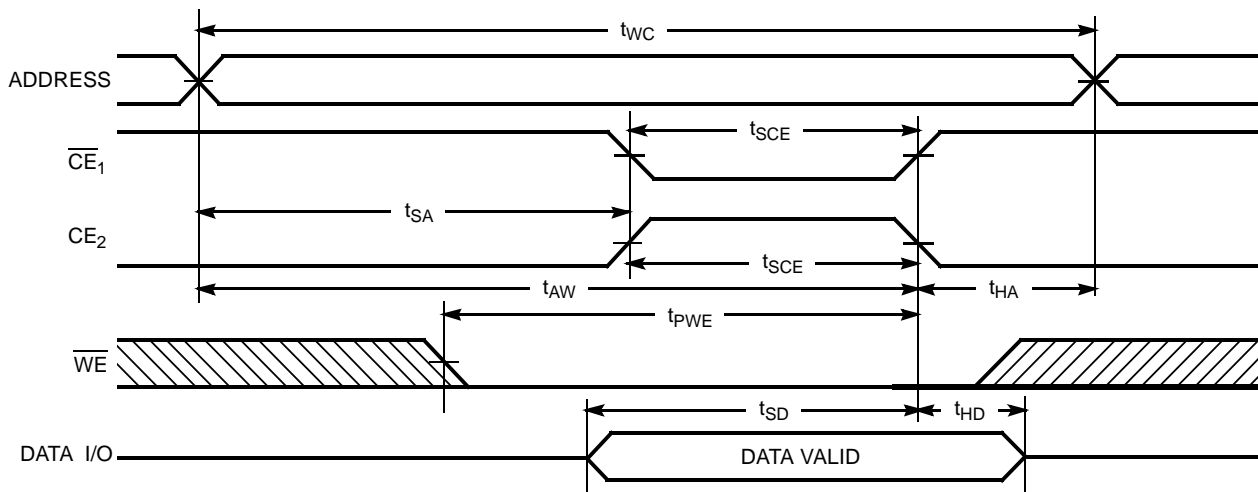 tWC
ADDRESS
tSCE
CE1
tSA
CE2
tSCE
tAW
tHA
tPWE
WE
tSD
tHD
DATA I/O
DATA VALID